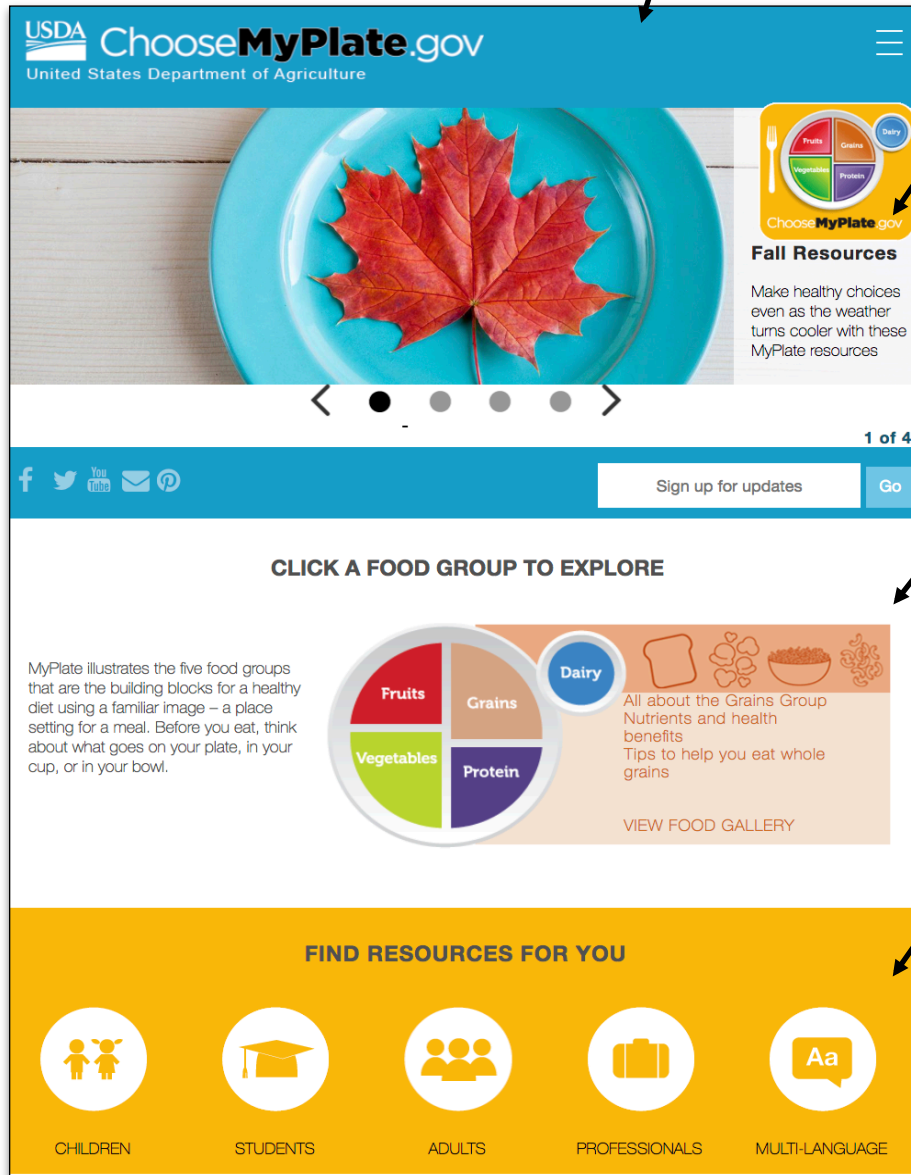 USDA ChooseMyPlate.gov
United States Department of Agriculture
Fruits
Grains
Dairy
Vegetables
Protein
ChooseMyPlate.gov
Fall Resources
Make healthy choices
even as the weather
turns cooler with these
MyPlate resources
1 of 4
You
Tube
Sign up for updates
Go
CLICK A FOOD GROUP TO EXPLORE
MyPlate illustrates the five food groups
that are the building blocks for a healthy
diet using a familiar image – a place
setting for a meal. Before you eat, think
about what goes on your plate, in your
cup, or in your bowl.
Fruits
Grains
Dairy
Vegetables
Protein
All about the Grains Group
Nutrients and health
benefits
Tips to help you eat whole
grains
VIEW FOOD GALLERY
FIND RESOURCES FOR YOU
Aa
CHILDREN
STUDENTS
ADULTS
PROFESSIONALS
MULTI-LANGUAGE